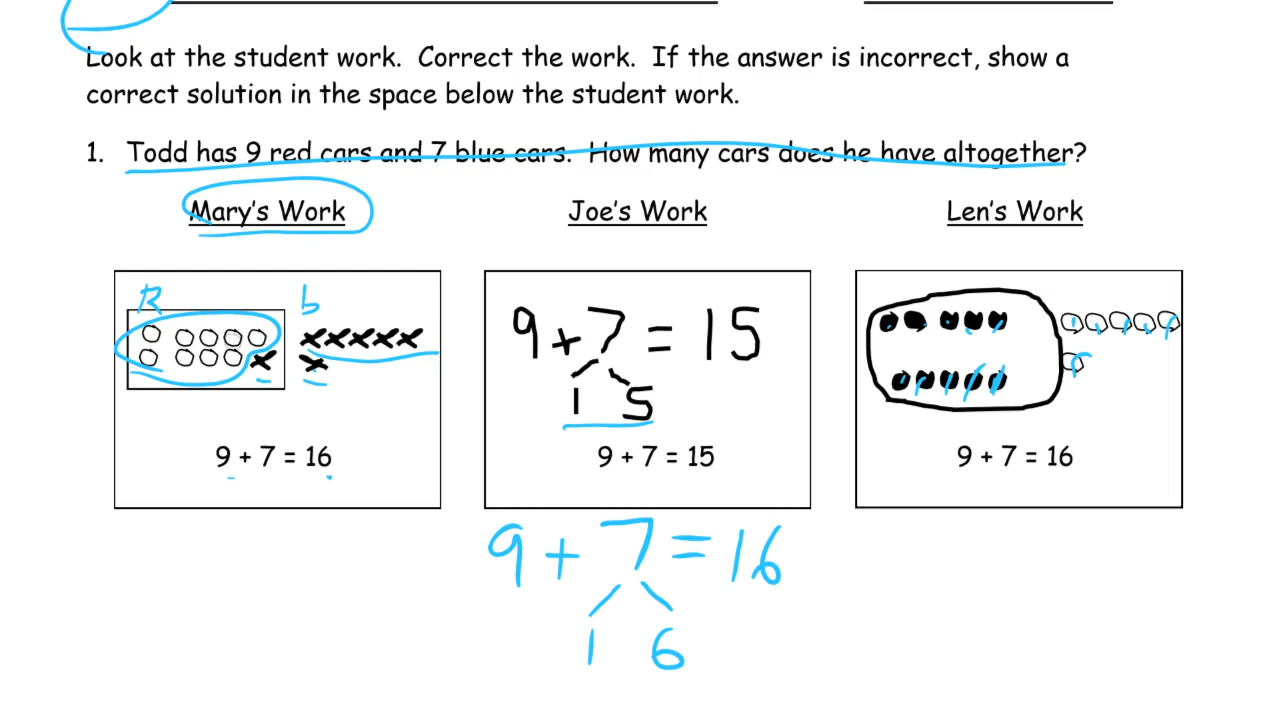 Look at the student work. Correct the work. If the answer is incorrect, show a
correct solution in the space below the student work.
1. Todd has 9 red cars and 7 blue cars. How many cars does he have altogether?
Mary's Work
Joe's Work
Len's Work
R b
9 + 7 = 16
9 + 7 = 15
1 5
9 + 7 = 15
9 + 7 = 16
9 + 7 = 16
1 6